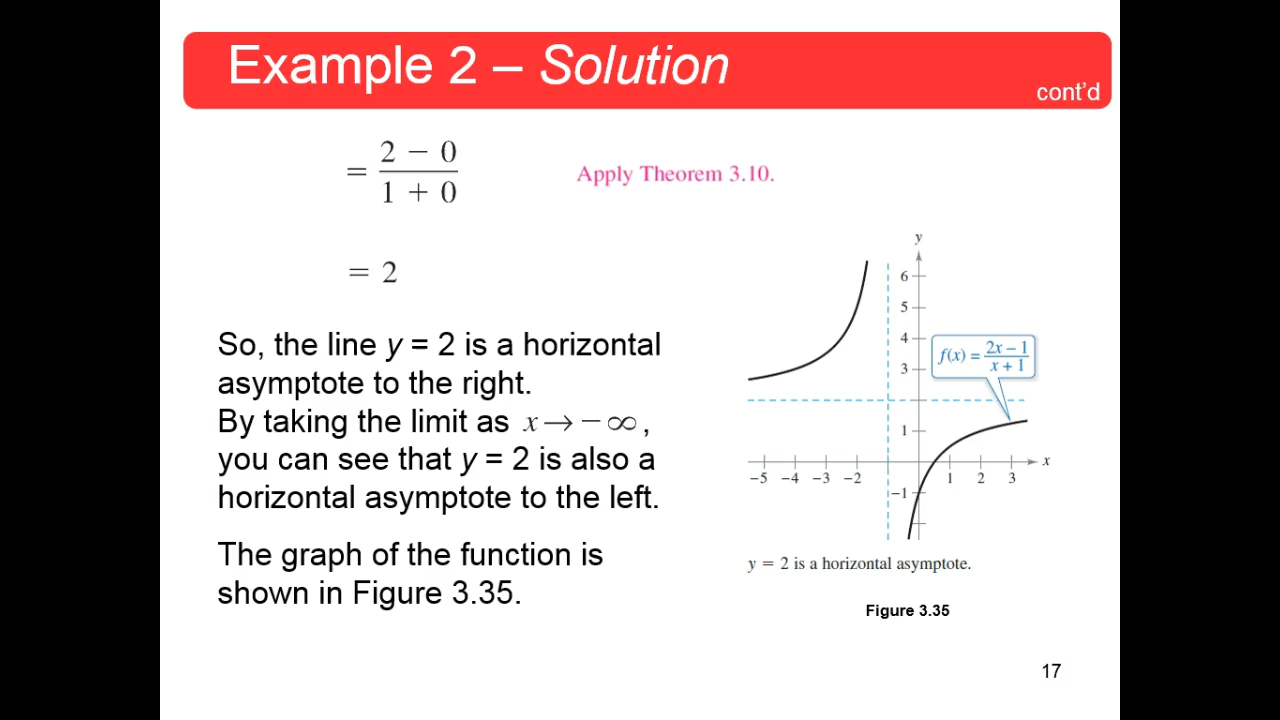 Example 2 – Solution
cont'd
= (2 − 0)/(1 + 0)
Apply Theorem 3.10.
= 2
So, the line y = 2 is a horizontal
asymptote to the right.
By taking the limit as x → − ∞ ,
you can see that y = 2 is also a
horizontal asymptote to the left.
The graph of the function is
shown in Figure 3.35.
y
6
5
4
3
1
−1
f(x) = (2x − 1)/(x + 1)
−5 −4 −3 −2 1 2 3
x
y = 2 is a horizontal asymptote.
Figure 3.35
17